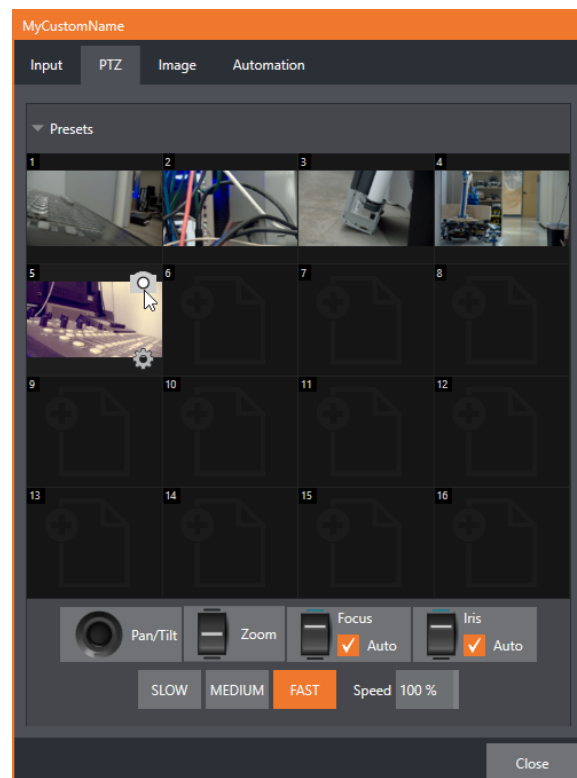 MyCustomName
Input PTZ Image Automation
Presets
1 2 3 4
5 6 7 8
9 10 11 12
13 14 15 16
Pan/Tilt Zoom Focus Auto Iris Auto
SLOW MEDIUM FAST Speed 100 %
Close